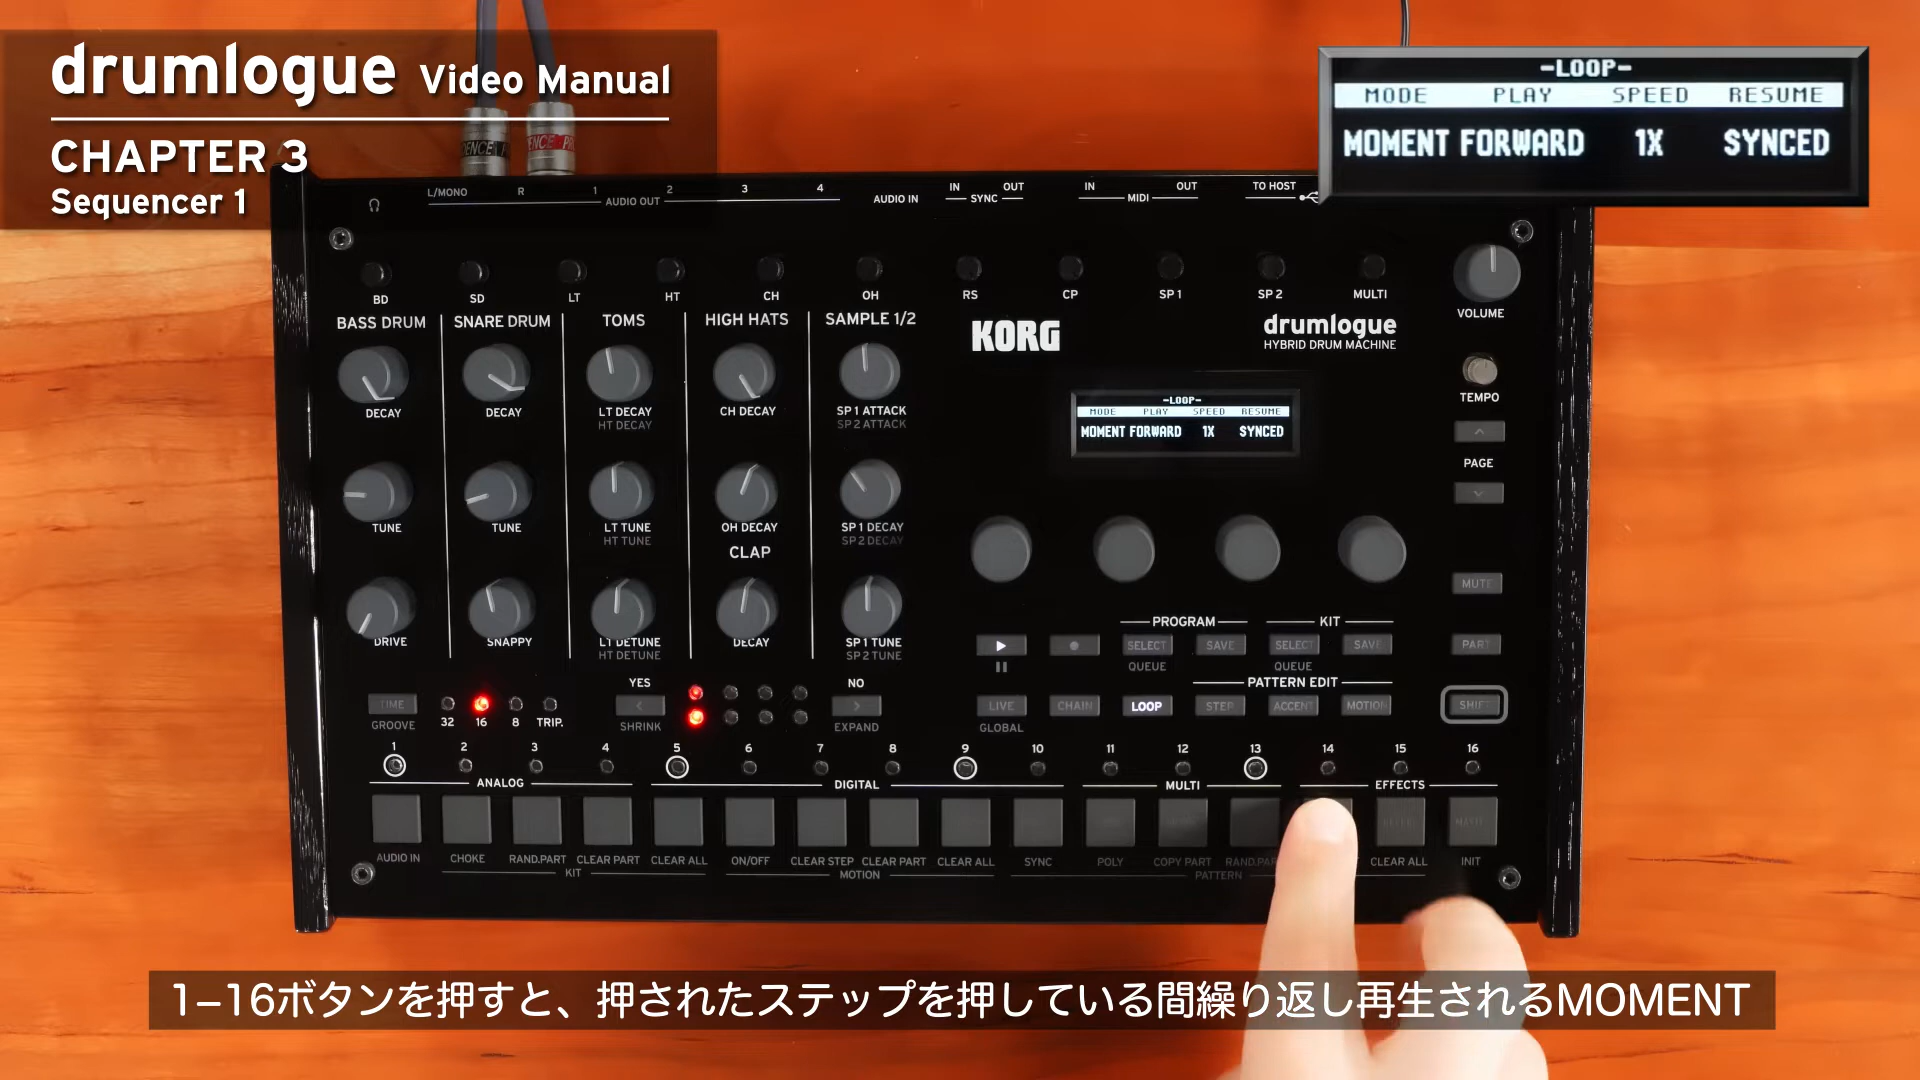 drumlogue Video Manual
CHAPTER 3
Sequencer 1
-LOOP-
MODE PLAY SPEED RESUME
MOMENT FORWARD 1X SYNCED
L/MONO R 1 2 3 4
AUDIO OUT
AUDIO IN
IN OUT
SYNC
IN OUT
MIDI
TO HOST
BD SD LT HT CH OH RS CP SP 1 SP 2 MULTI
VOLUME
BASS DRUM SNARE DRUM TOMS HIGH HATS SAMPLE 1/2
KORG
drumlogue
HYBRID DRUM MACHINE
TEMPO
PAGE
DECAY DECAY LT DECAY CH DECAY SP 1 ATTACK
HT DECAY SP 2 ATTACK
-LOOP-
MODE PLAY SPEED RESUME
MOMENT FORWARD 1X SYNCED
TUNE TUNE LT TUNE OH DECAY SP 1 DECAY
HT TUNE SP 2 DECAY
CLAP
DRIVE SNAPPY LT DETUNE DECAY SP 1 TUNE
HT DETUNE SP 2 TUNE
MUTE
PROGRAM KIT
SELECT SAVE SELECT SAVE PART
QUEUE QUEUE
PATTERN EDIT
YES NO
TIME
GROOVE
32 16 8 TRIP.
SHRINK EXPAND
LIVE CHAIN LOOP STEP ACCENT MOTION SHIFT
GLOBAL
1 2 3 4 5 6 7 8 9 10 11 12 13 14 15 16
ANALOG DIGITAL MULTI EFFECTS
AUDIO IN CHOKE RAND.PART CLEAR PART CLEAR ALL ON/OFF CLEAR STEP CLEAR PART CLEAR ALL SYNC POLY COPY PART CLEAR ALL INIT
KIT MOTION PATTERN
1–16ボタンを押すと、押されたステップを押している間繰り返し再生されるMOMENT